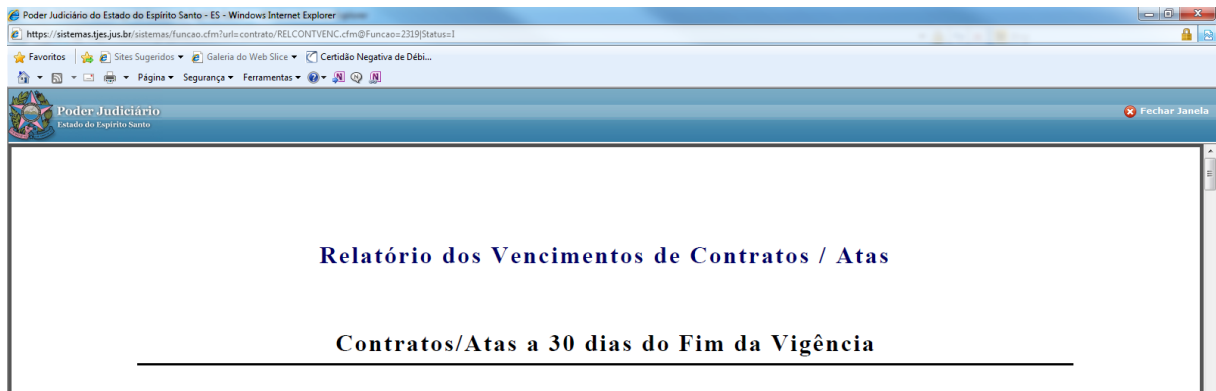 Poder Judiciário do Estado do Espírito Santo - ES - Windows Internet Explorer
https://sistemas.tjes.jus.br/sistemas/funcao.cfm?url=contrato/RELCONTVENC.cfm@Funcao=2319|Status=I
Favoritos Sites Sugeridos Galeria do Web Slice Certidão Negativa de Débi...
Página Segurança Ferramentas
Poder Judiciário
Estado do Espírito Santo
Fechar Janela
Relatório dos Vencimentos de Contratos / Atas
Contratos/Atas a 30 dias do Fim da Vigência